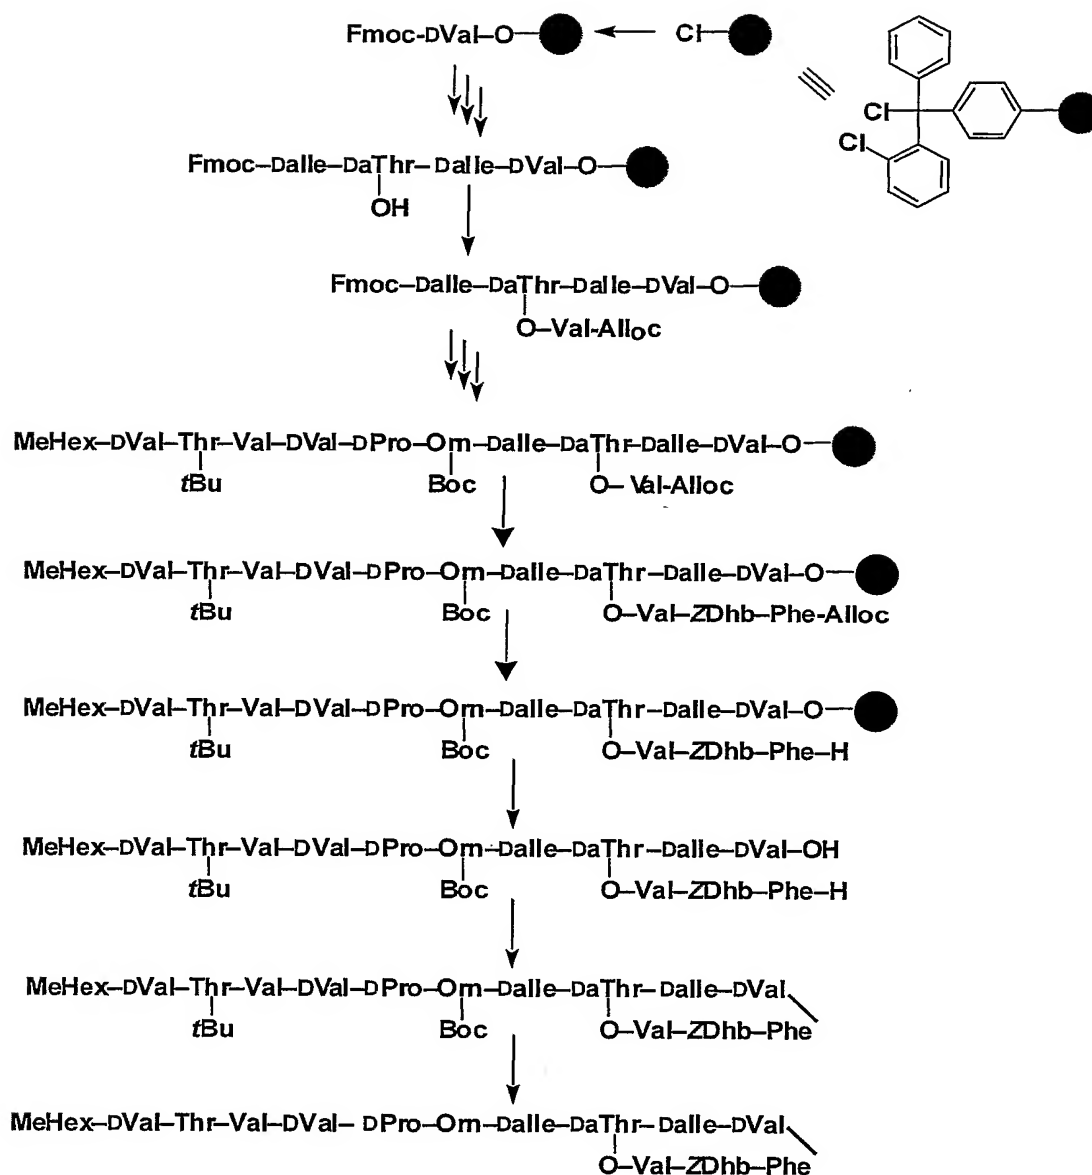 Fmoc-DVal–O Cl
Cl
Cl
Fmoc–Dalle–DaThr–Dalle–DVal–O
OH
Fmoc–Dalle–DaThr–Dalle–DVal–O
O–Val-Alloc
MeHex–DVal–Thr–Val–DVal–DPro–Orn–Dalle–DaThr–Dalle–DVal–O
tBu Boc O– Val-Alloc
MeHex–DVal–Thr–Val–DVal–DPro–Orn–Dalle–DaThr–Dalle–DVal–O
tBu Boc O–Val–ZDhb–Phe-Alloc
MeHex–DVal–Thr–Val–DVal–DPro–Orn–Dalle–DaThr–Dalle–DVal–O
tBu Boc O–Val–ZDhb–Phe–H
MeHex–DVal–Thr–Val–DVal–DPro–Orn–Dalle–DaThr–Dalle–DVal–OH
tBu Boc O–Val–ZDhb–Phe–H
MeHex–DVal–Thr–Val–DVal–DPro–Orn–Dalle–DaThr–Dalle–DVal
tBu Boc O–Val–ZDhb–Phe
MeHex–DVal–Thr–Val–DVal– DPro–Orn–Dalle–DaThr–Dalle–DVal
O–Val–ZDhb–Phe